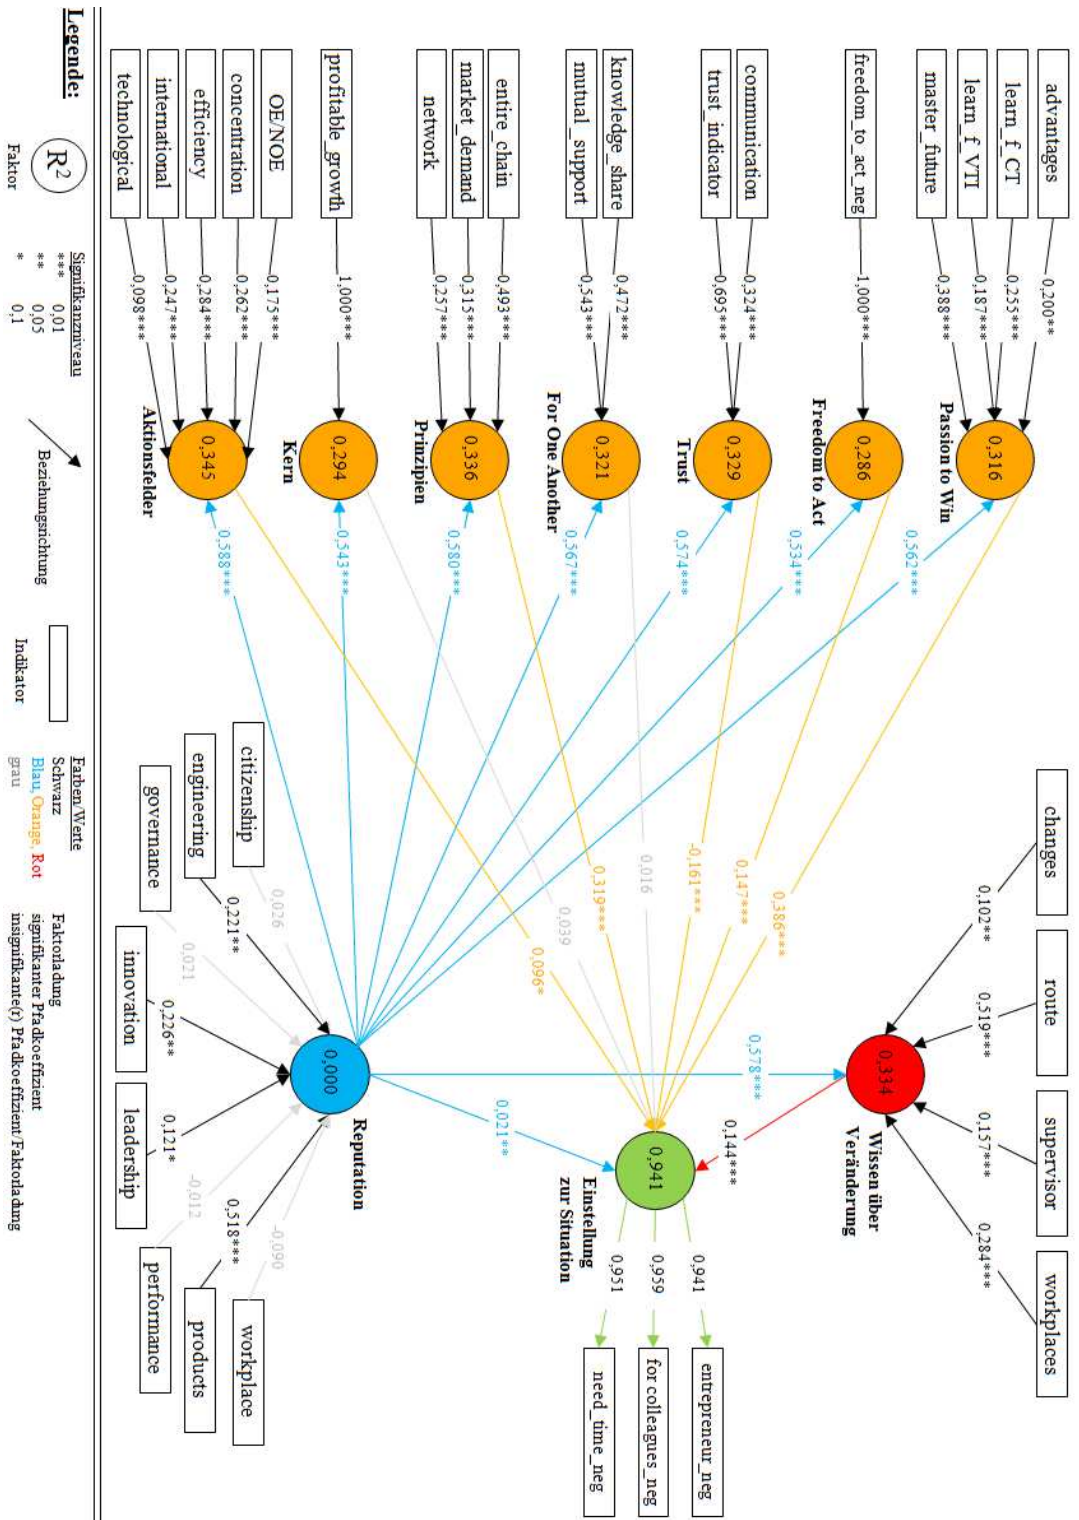 changes
route
supervisor
workplaces
0,102**
0,519***
0,157***
0,284***
0,334
Wissen über
Veränderung
0,144***
0,578***
advantages
learn_f_CT
learn_f_VTI
master_future
0,200**
0,255***
0,187***
0,388***
0,316
Passion to Win
0,562***
0,386***
freedom_to_act_neg
1,000***
0,286
Freedom to Act
0,534***
0,147***
communication
trust_indicator
0,324***
0,695***
0,329
Trust
0,574***
-0,161***
knowledge_share
mutual_support
0,472***
0,543***
0,321
For One Another
0,567***
0,016
entire_chain
market_demand
network
0,493***
0,315***
0,257***
0,336
Prinzipien
0,580***
0,319***
profitable_growth
1,000***
0,294
Kern
0,543***
0,039
OE/NOE
concentration
efficiency
international
technological
0,175***
0,262***
0,284***
0,247***
0,098***
0,345
Aktionsfelder
0,588***
0,096*
0,941
Einstellung
zur Situation
0,941
0,959
0,951
entrepreneur_neg
for colleagues_neg
need_time_neg
0,021**
0,000
Reputation
citizenship
engineering
governance
innovation
leadership
performance
products
workplace
0,026
0,221**
0,021
0,226**
0,121*
-0,012
0,518***
-0,090
Legende:
R²
Faktor
Signifikanzniveau
*** 0,01
** 0,05
* 0,1
Beziehungsrichtung
Indikator
Farben/Werte
Schwarz Faktorladung
Blau, Orange, Rot signifikanter Pfadkoeffizient
grau insignifikante(r) Pfadkoeffizient/Faktorladung